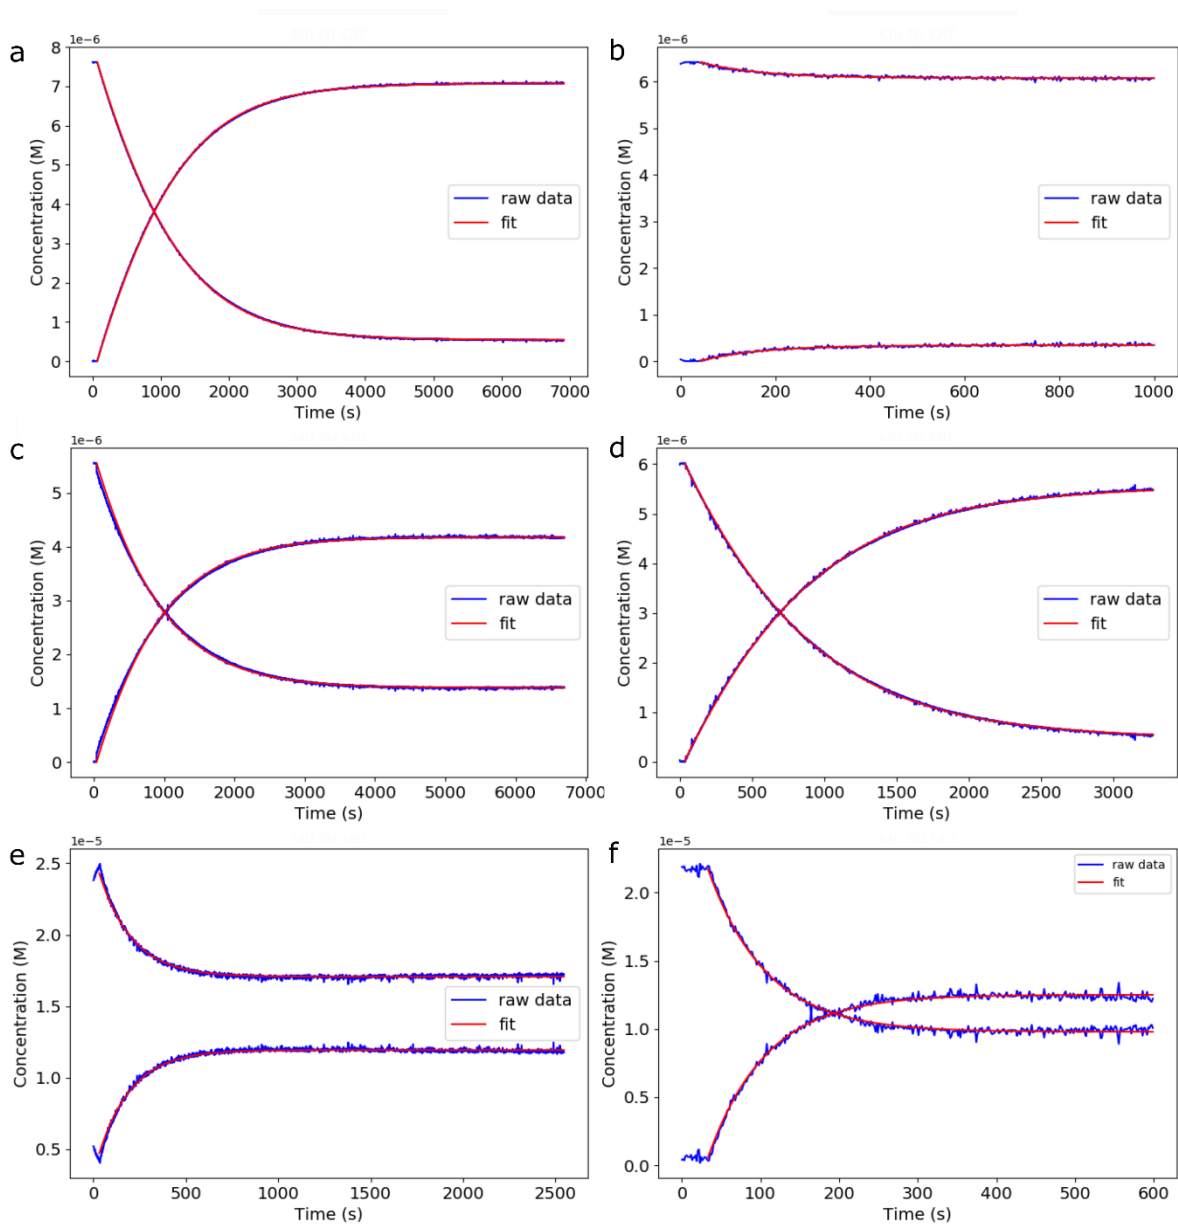 a
1e−6
Concentration (M)
8
7
6
5
4
3
2
1
0
raw data
fit
0 1000 2000 3000 4000 5000 6000 7000
Time (s)
b
1e−6
Concentration (M)
6
5
4
3
2
1
0
raw data
fit
0 200 400 600 800 1000
Time (s)
c
1e−6
Concentration (M)
5
4
3
2
1
0
raw data
fit
0 1000 2000 3000 4000 5000 6000 7000
Time (s)
d
1e−6
Concentration (M)
6
5
4
3
2
1
0
raw data
fit
0 500 1000 1500 2000 2500 3000
Time (s)
e
1e−5
Concentration (M)
2.5
2.0
1.5
1.0
0.5
raw data
fit
0 500 1000 1500 2000 2500
Time (s)
f
1e−5
Concentration (M)
2.0
1.5
1.0
0.5
0.0
raw data
fit
0 100 200 300 400 500 600
Time (s)